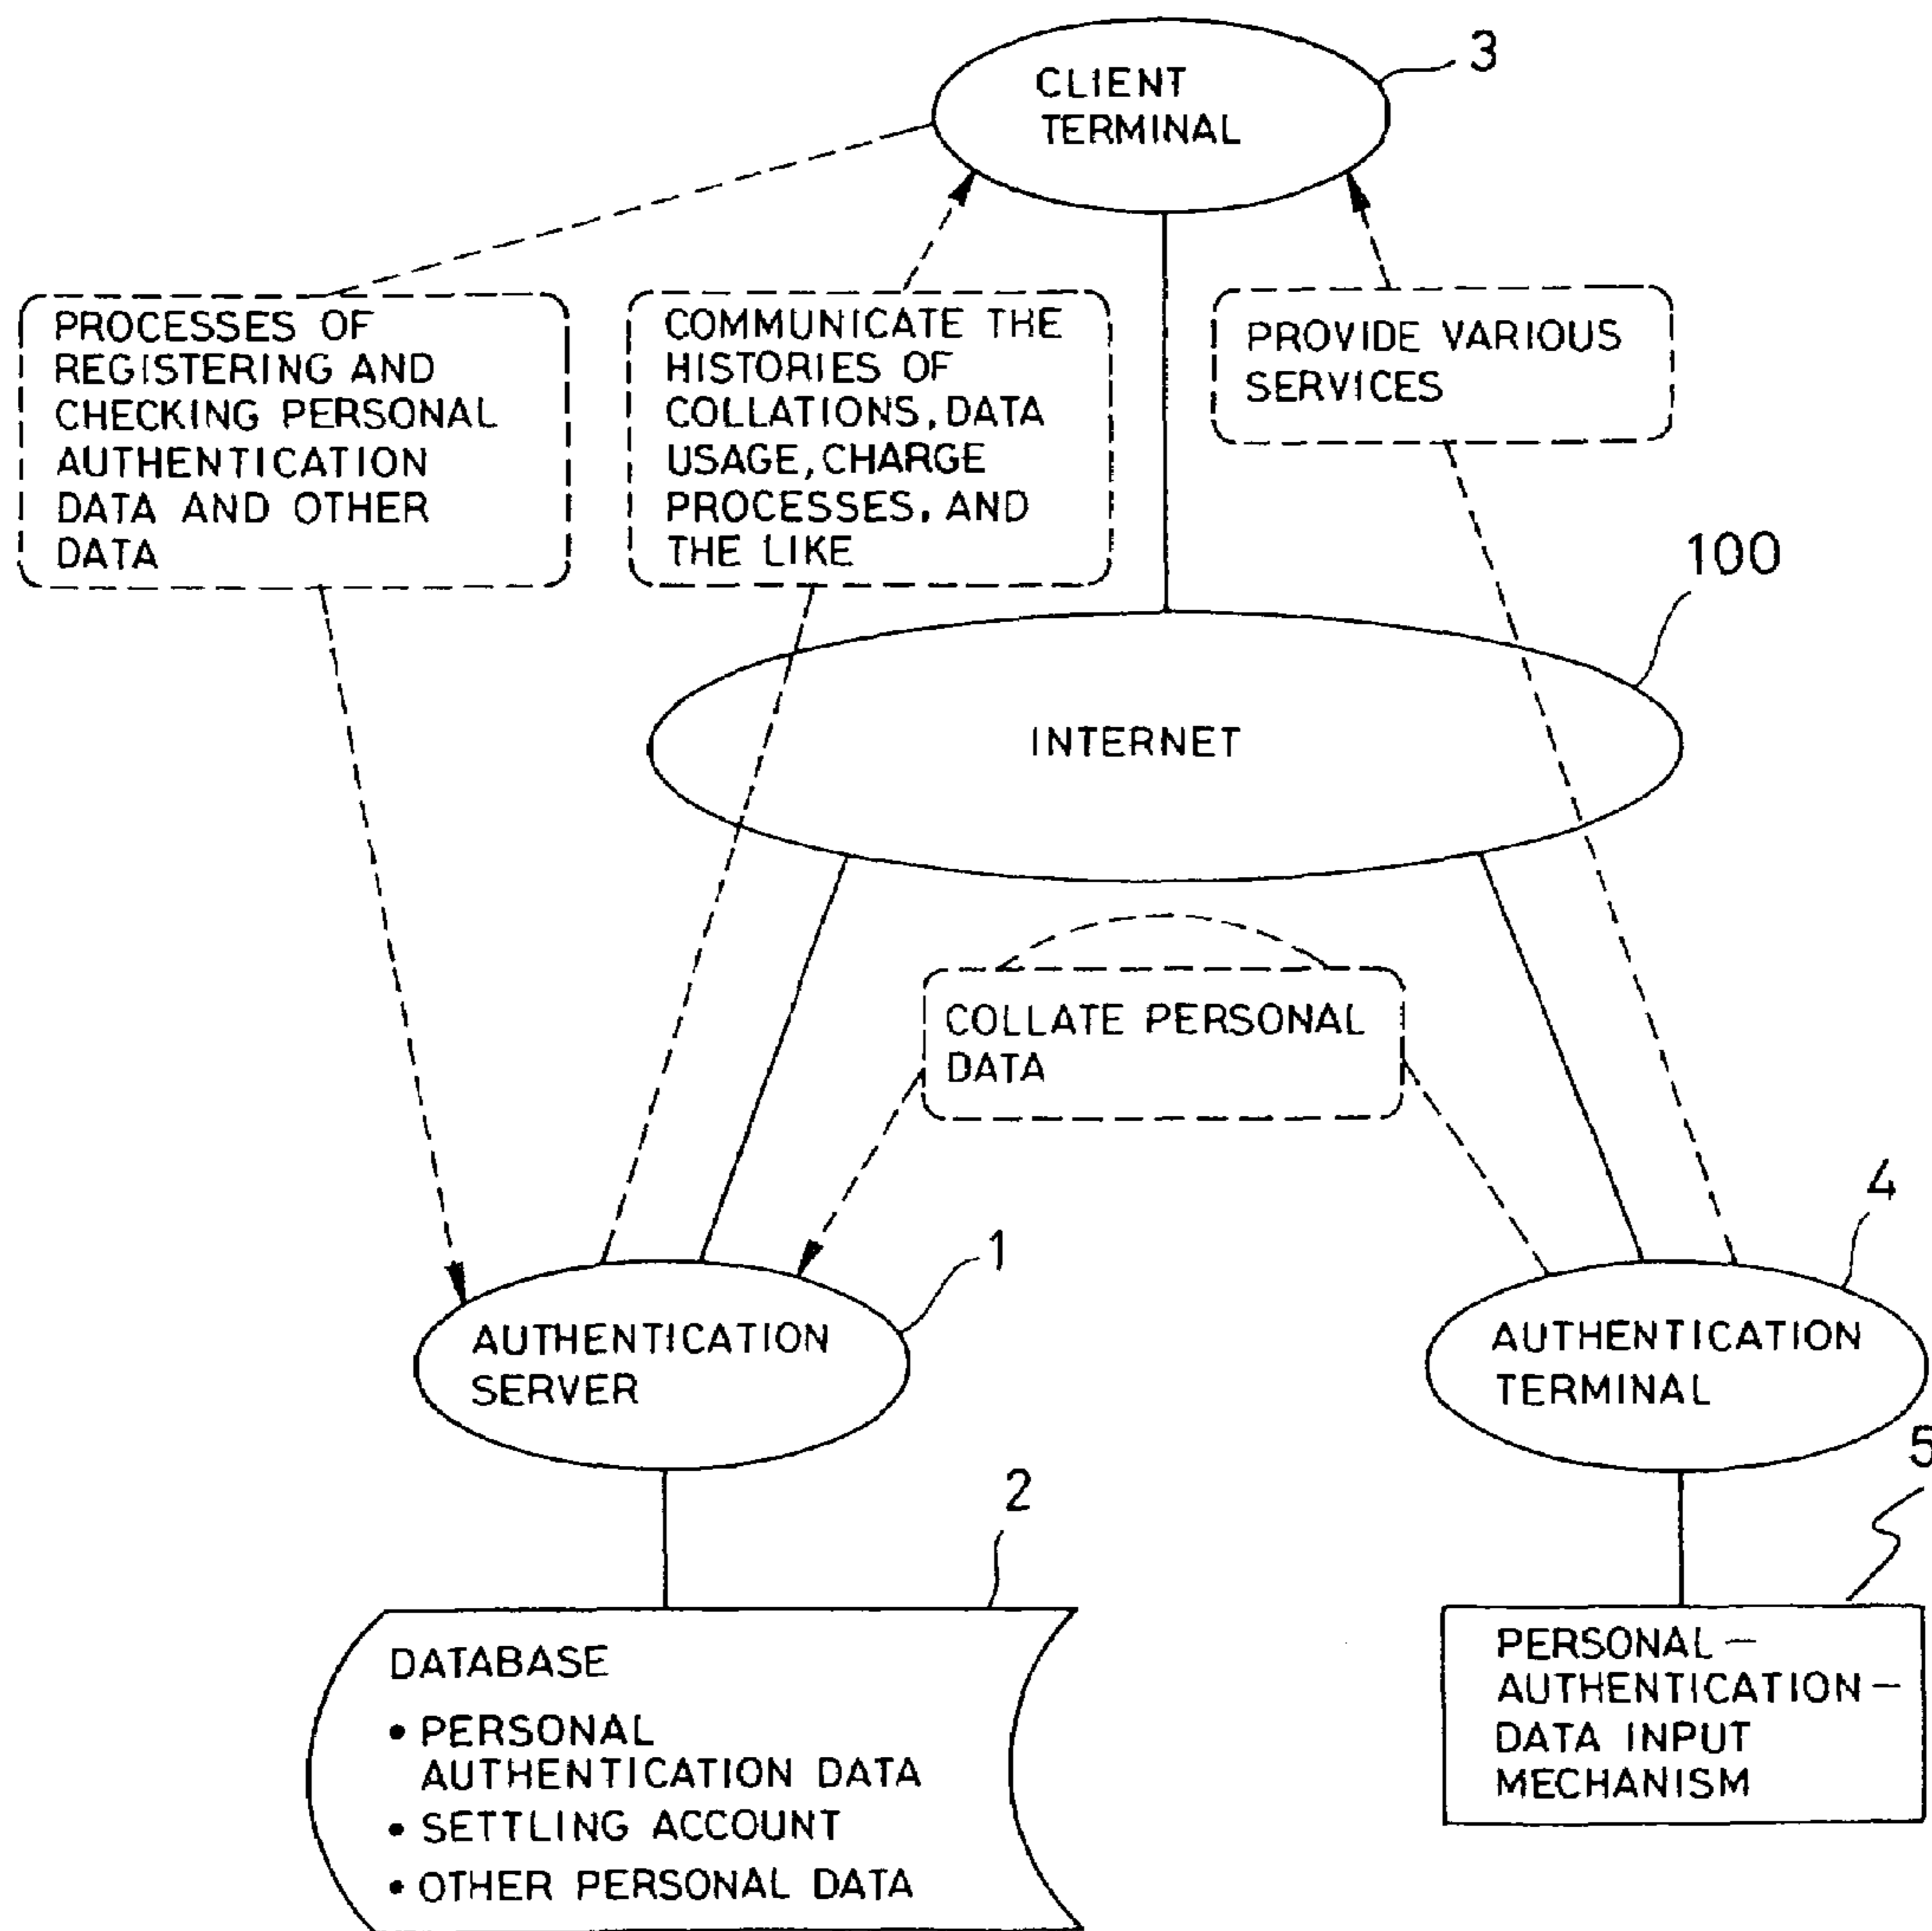 CLIENT
TERMINAL
3
PROCESSES OF
REGISTERING AND
CHECKING PERSONAL
AUTHENTICATION
DATA AND OTHER
DATA
COMMUNICATE THE
HISTORIES OF
COLLATIONS, DATA
USAGE, CHARGE
PROCESSES, AND
THE LIKE
PROVIDE VARIOUS
SERVICES
100
INTERNET
COLLATE PERSONAL
DATA
1
4
AUTHENTICATION
SERVER
AUTHENTICATION
TERMINAL
5
2
DATABASE
• PERSONAL
AUTHENTICATION DATA
• SETTLING ACCOUNT
• OTHER PERSONAL DATA
PERSONAL-
AUTHENTICATION-
DATA INPUT
MECHANISM